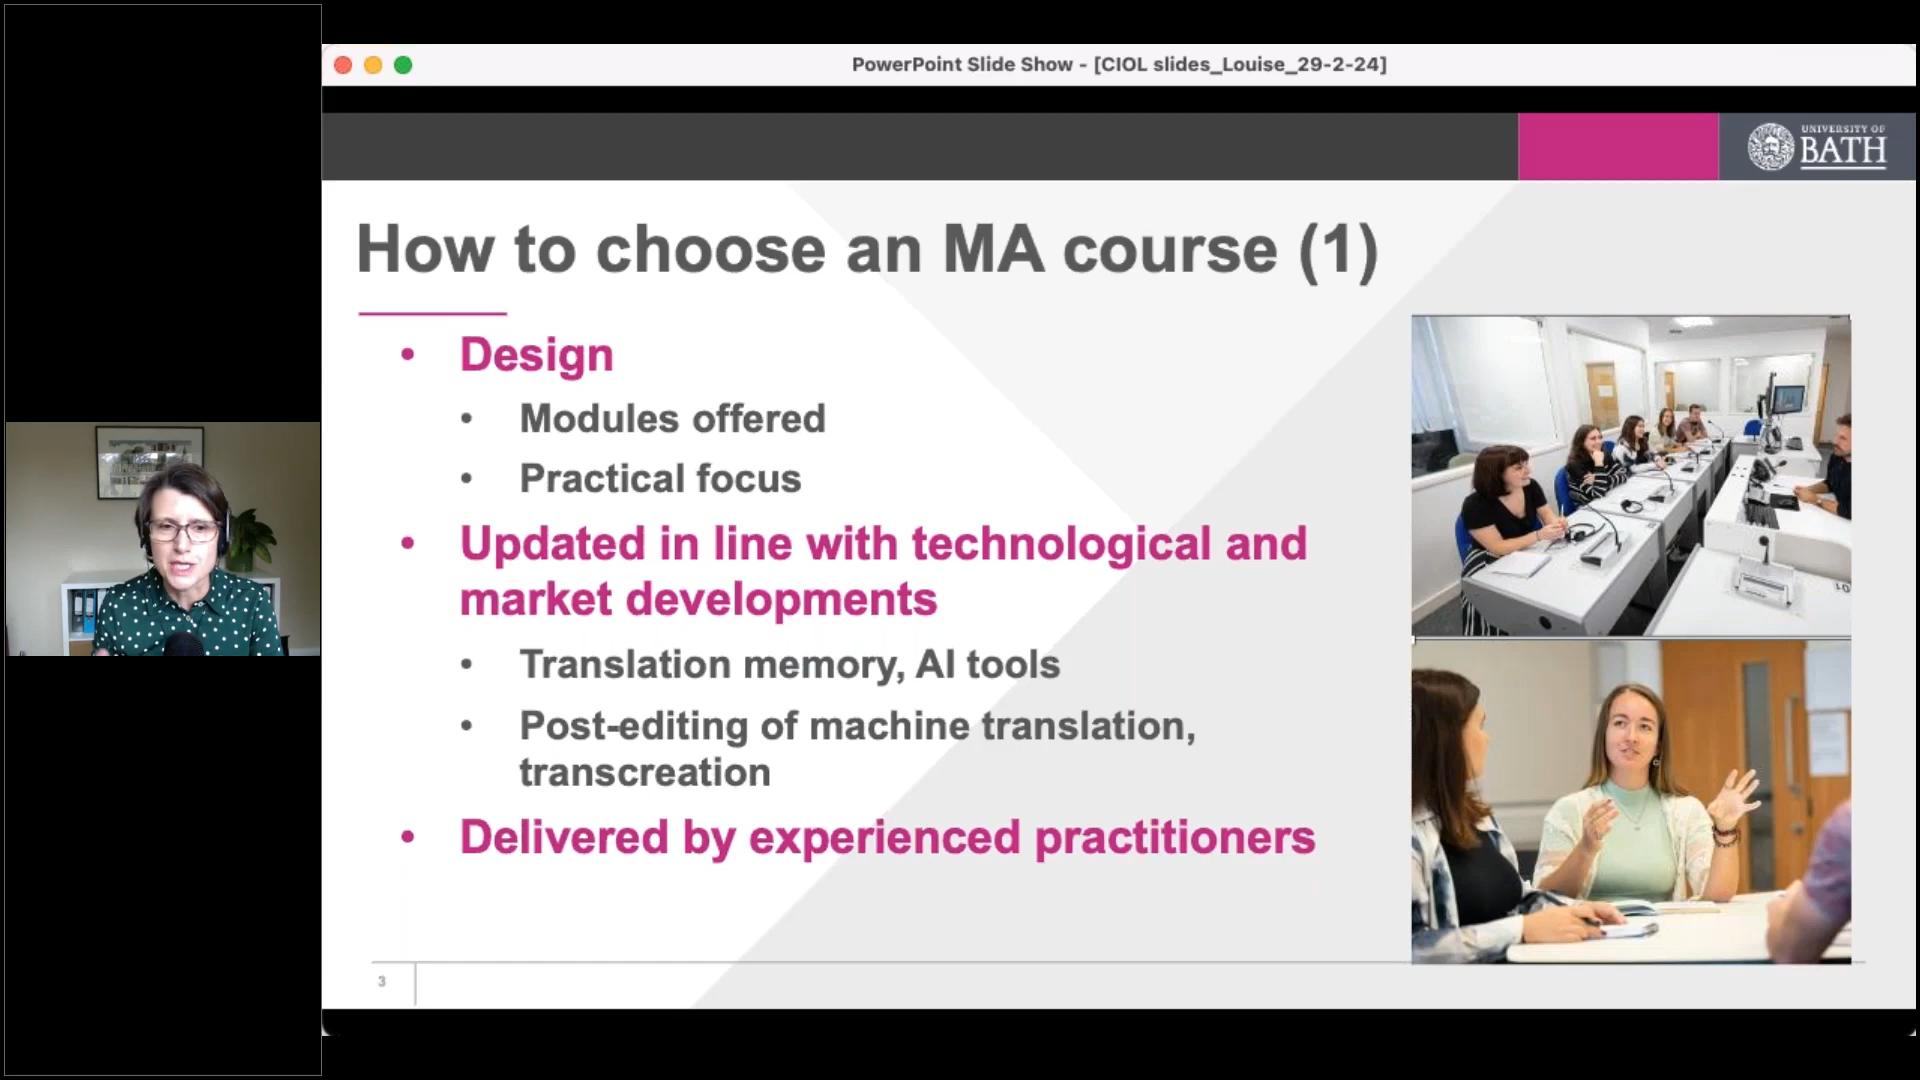 PowerPoint Slide Show - [CIOL slides_Louise_29-2-24]
UNIVERSITY OF
BATH
How to choose an MA course (1)
• Design
• Modules offered
• Practical focus
• Updated in line with technological and
market developments
• Translation memory, AI tools
• Post-editing of machine translation,
transcreation
• Delivered by experienced practitioners
3